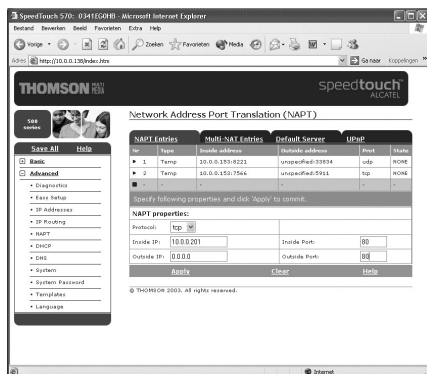 SpeedTouch 570: 0341EG0HB - Microsoft Internet Explorer
Bestand Bewerken Beeld Favorieten Extra Help
Vorige Zoeken Favorieten Media
Adres http://10.0.0.138/index.htm Ga naar Koppelingen »
THOMSON MULTI MEDIA
speedtouch™
ALCATEL
Network Address Port Translation (NAPT)
500 series
Save All Help
Basic
Advanced
Diagnostics
Easy Setup
IP Addresses
IP Routing
NAPT
DHCP
DNS
System
System Password
Templates
Language
NAPT Entries Multi-NAT Entries Default Server UPnP
Nr Type Inside address Outside address Prot State
1 Temp 10.0.0.153:8221 unspecified:33834 udp NONE
2 Temp 10.0.0.153:7566 unspecified:5911 tcp NONE
- - - - - -
Specify following properties and click 'Apply' to commit.
NAPT properties:
Protocol: tcp
Inside IP: 10.0.0.201 Inside Port: 80
Outside IP: 0.0.0.0 Outside Port: 80
Apply Clear Help
© THOMSON 2003. All rights reserved.
Internet